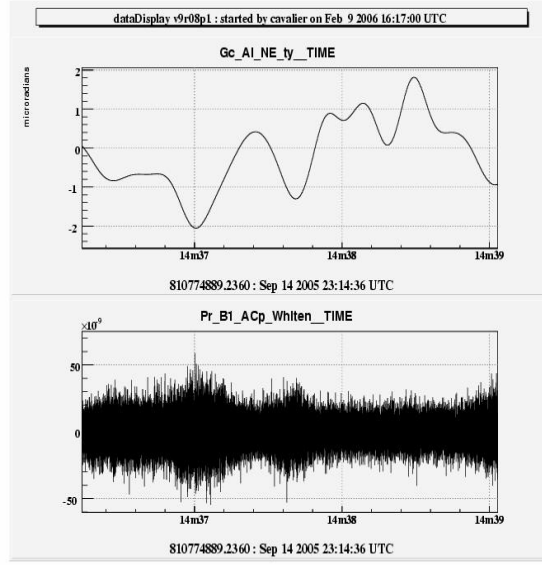 dataDisplay v9r08p1 : started by cavalier on Feb 9 2006 16:17:00 UTC
Gc_Al_NE_ty__TIME
microradians
2
1
0
-1
-2
14m37 14m38 14m39
810774889.2360 : Sep 14 2005 23:14:36 UTC
Pr_B1_ACp_Whiten__TIME
×10⁻⁹
50
0
-50
14m37 14m38 14m39
810774889.2360 : Sep 14 2005 23:14:36 UTC